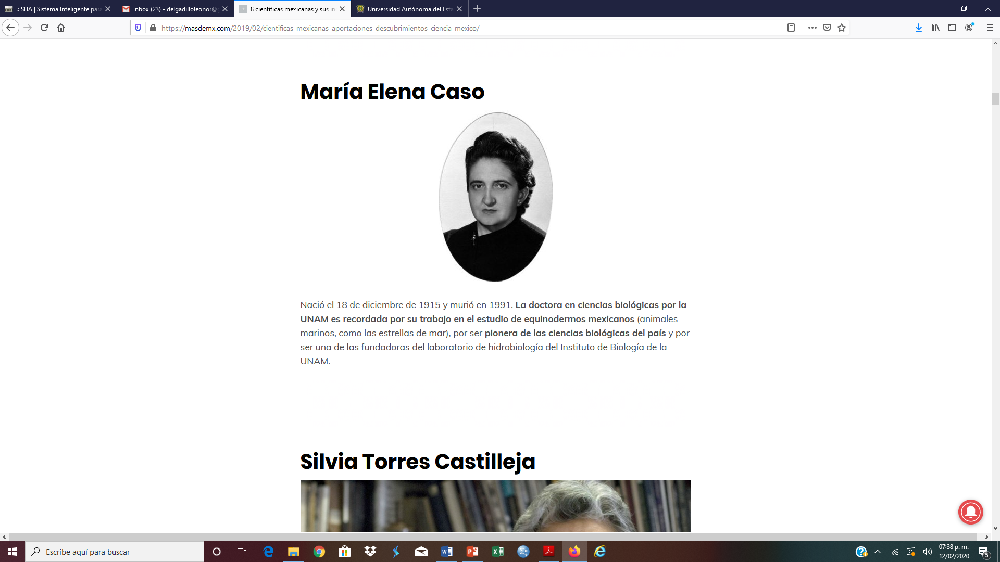 .: SITA | Sistema Inteligente para
Inbox (23) - delgadilloleonor@g
8 científicas mexicanas y sus in
Universidad Autónoma del Esta
https://masdemx.com/2019/02/cientificas-mexicanas-aportaciones-descubrimientos-ciencia-mexico/
María Elena Caso
Nació el 18 de diciembre de 1915 y murió en 1991. La doctora en ciencias biológicas por la
UNAM es recordada por su trabajo en el estudio de equinodermos mexicanos (animales
marinos, como las estrellas de mar), por ser pionera de las ciencias biológicas del país y por
ser una de las fundadoras del laboratorio de hidrobiología del Instituto de Biología de la
UNAM.
Silvia Torres Castilleja
Escribe aquí para buscar
07:38 p. m.
12/02/2020
5